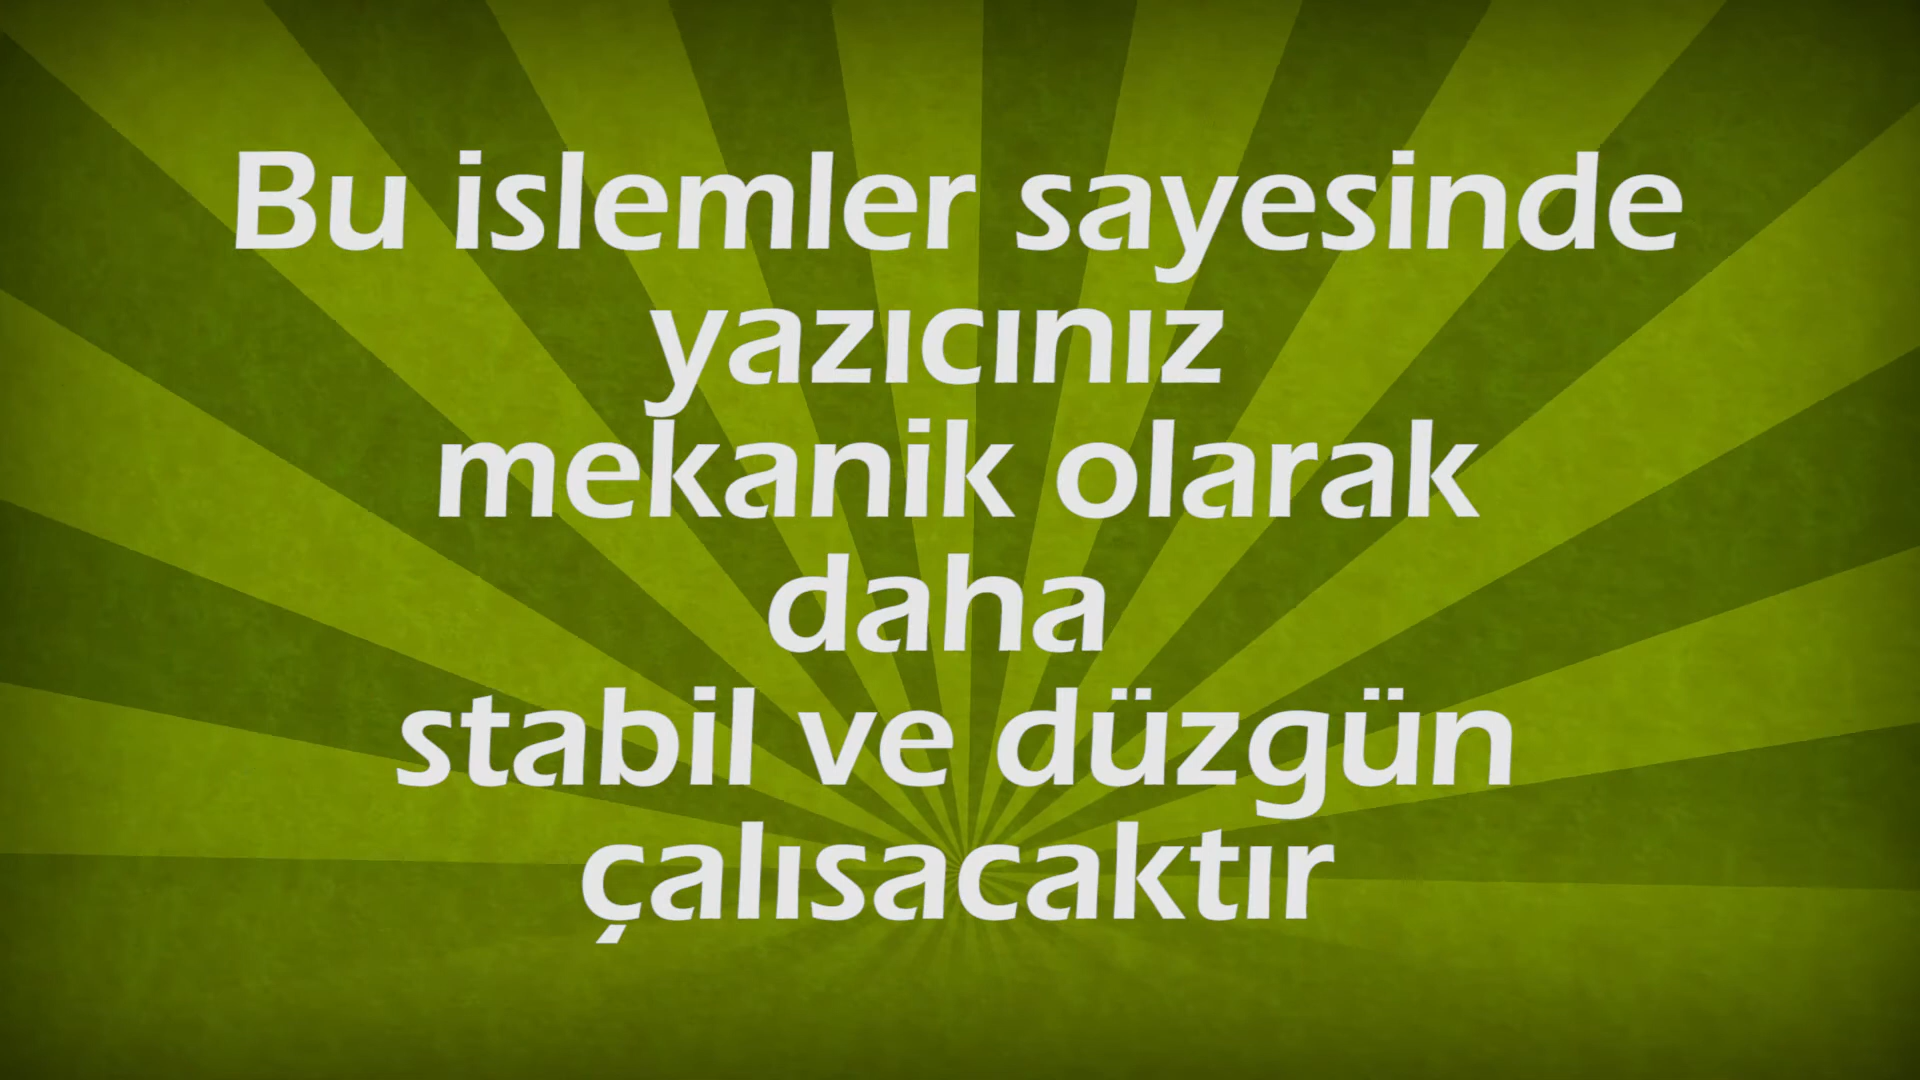 Bu islemler sayesinde
yazıcınız
mekanik olarak
daha
stabil ve düzgün
çalısacaktır